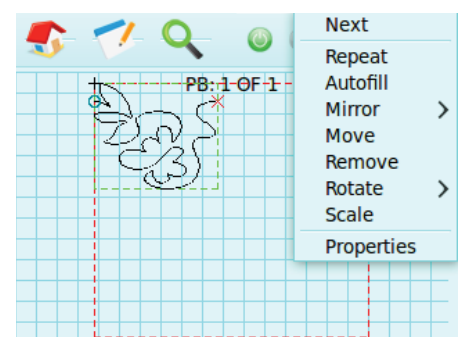 Next
Repeat
PB: 1 OF 1
Autofill
Mirror
Move
Remove
Rotate
Scale
Properties